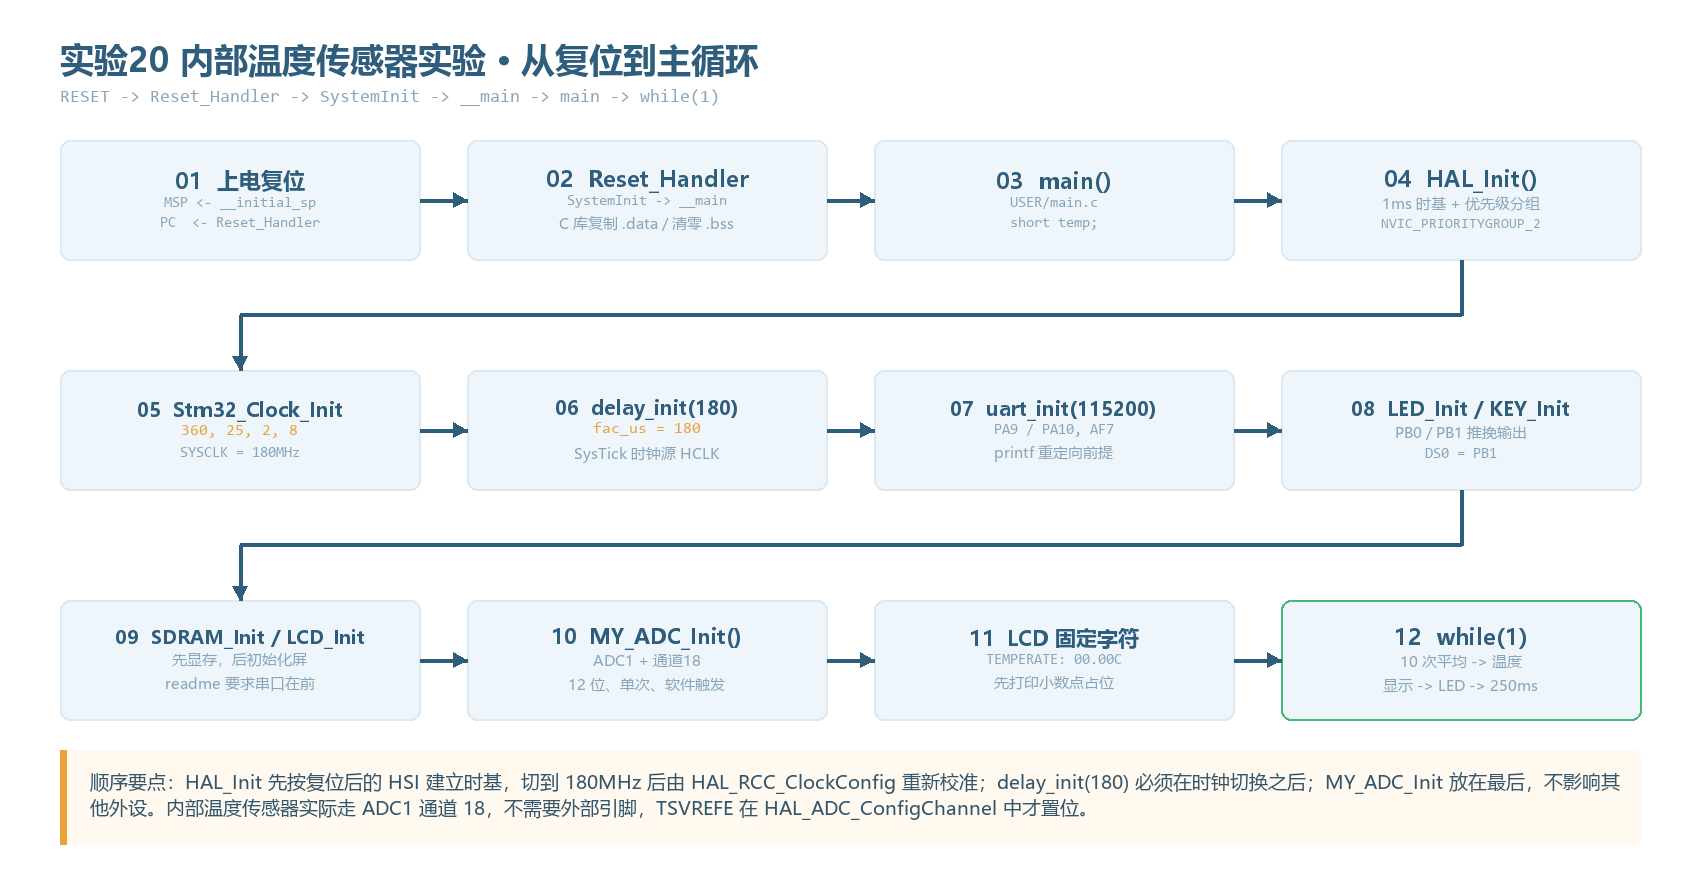 实验20 内部温度传感器实验 • 从复位到主循环
RESET -> Reset_Handler -> SystemInit -> __main -> main -> while(1)
01 上电复位
MSP <- __initial_sp
PC <- Reset_Handler
02 Reset_Handler
SystemInit -> __main
C 库复制 .data / 清零 .bss
03 main()
USER/main.c
short temp;
04 HAL_Init()
1ms 时基 + 优先级分组
NVIC_PRIORITYGROUP_2
05 Stm32_Clock_Init
360, 25, 2, 8
SYSCLK = 180MHz
06 delay_init(180)
fac_us = 180
SysTick 时钟源 HCLK
07 uart_init(115200)
PA9 / PA10, AF7
printf 重定向前提
08 LED_Init / KEY_Init
PB0 / PB1 推挽输出
DS0 = PB1
09 SDRAM_Init / LCD_Init
先显存，后初始化屏
readme 要求串口在前
10 MY_ADC_Init()
ADC1 + 通道18
12 位、单次、软件触发
11 LCD 固定字符
TEMPERATE: 00.00C
先打印小数点占位
12 while(1)
10 次平均 -> 温度
显示 -> LED -> 250ms
顺序要点：HAL_Init 先按复位后的 HSI 建立时基，切到 180MHz 后由 HAL_RCC_ClockConfig 重新校准；delay_init(180) 必须在时钟切换之后；MY_ADC_Init 放在最后，不影响其
他外设。内部温度传感器实际走 ADC1 通道 18，不需要外部引脚，TSVREFE 在 HAL_ADC_ConfigChannel 中才置位。